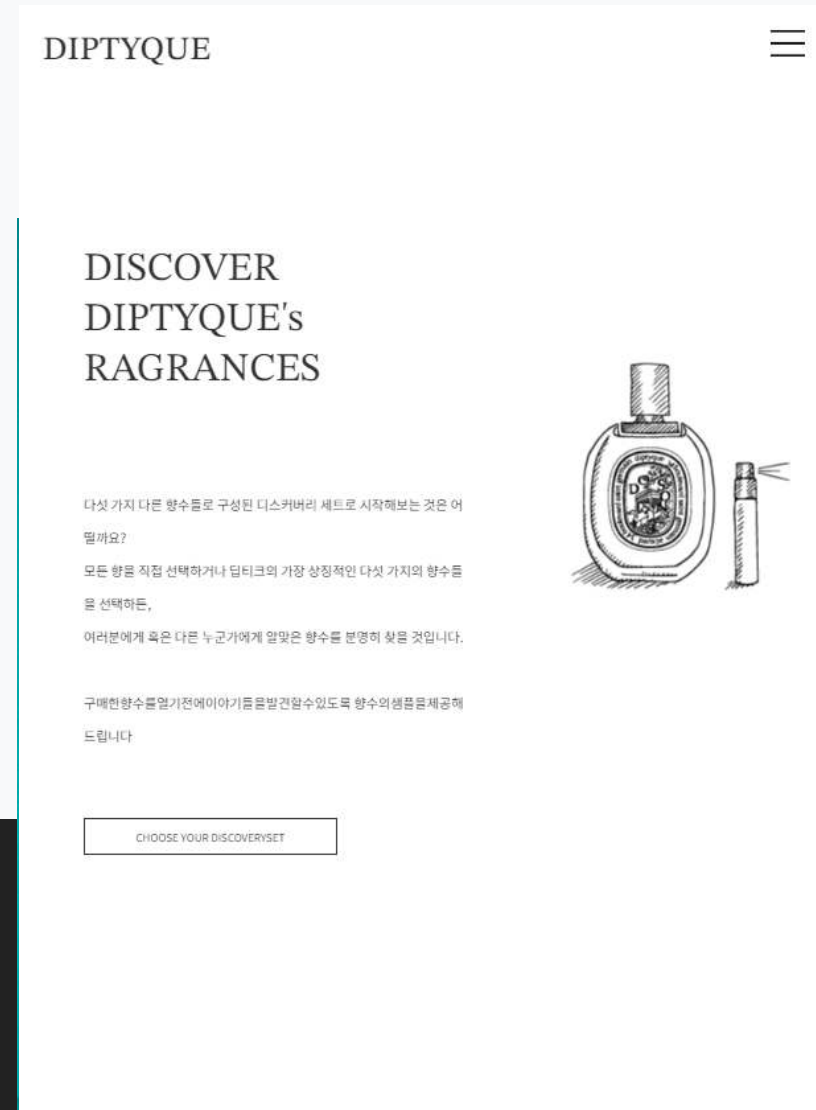 DIPTYQUE
DISCOVER
DIPTYQUE's
RAGRANCES
다섯 가지 다른 향수들로 구성된 디스커버리 세트로 시작해보는 것은 어
떨까요?
모든 향을 직접 선택하거나 딥티크의 가장 상징적인 다섯 가지의 향수들
을 선택하든,
여러분에게 혹은 다른 누군가에게 알맞은 향수를 분명히 찾을 것입니다.
구매한향수를열기전에이야기들을발견할수있도록 향수의샘플을제공해
드립니다
CHOOSE YOUR DISCOVERYSET
diptyque
DO SO